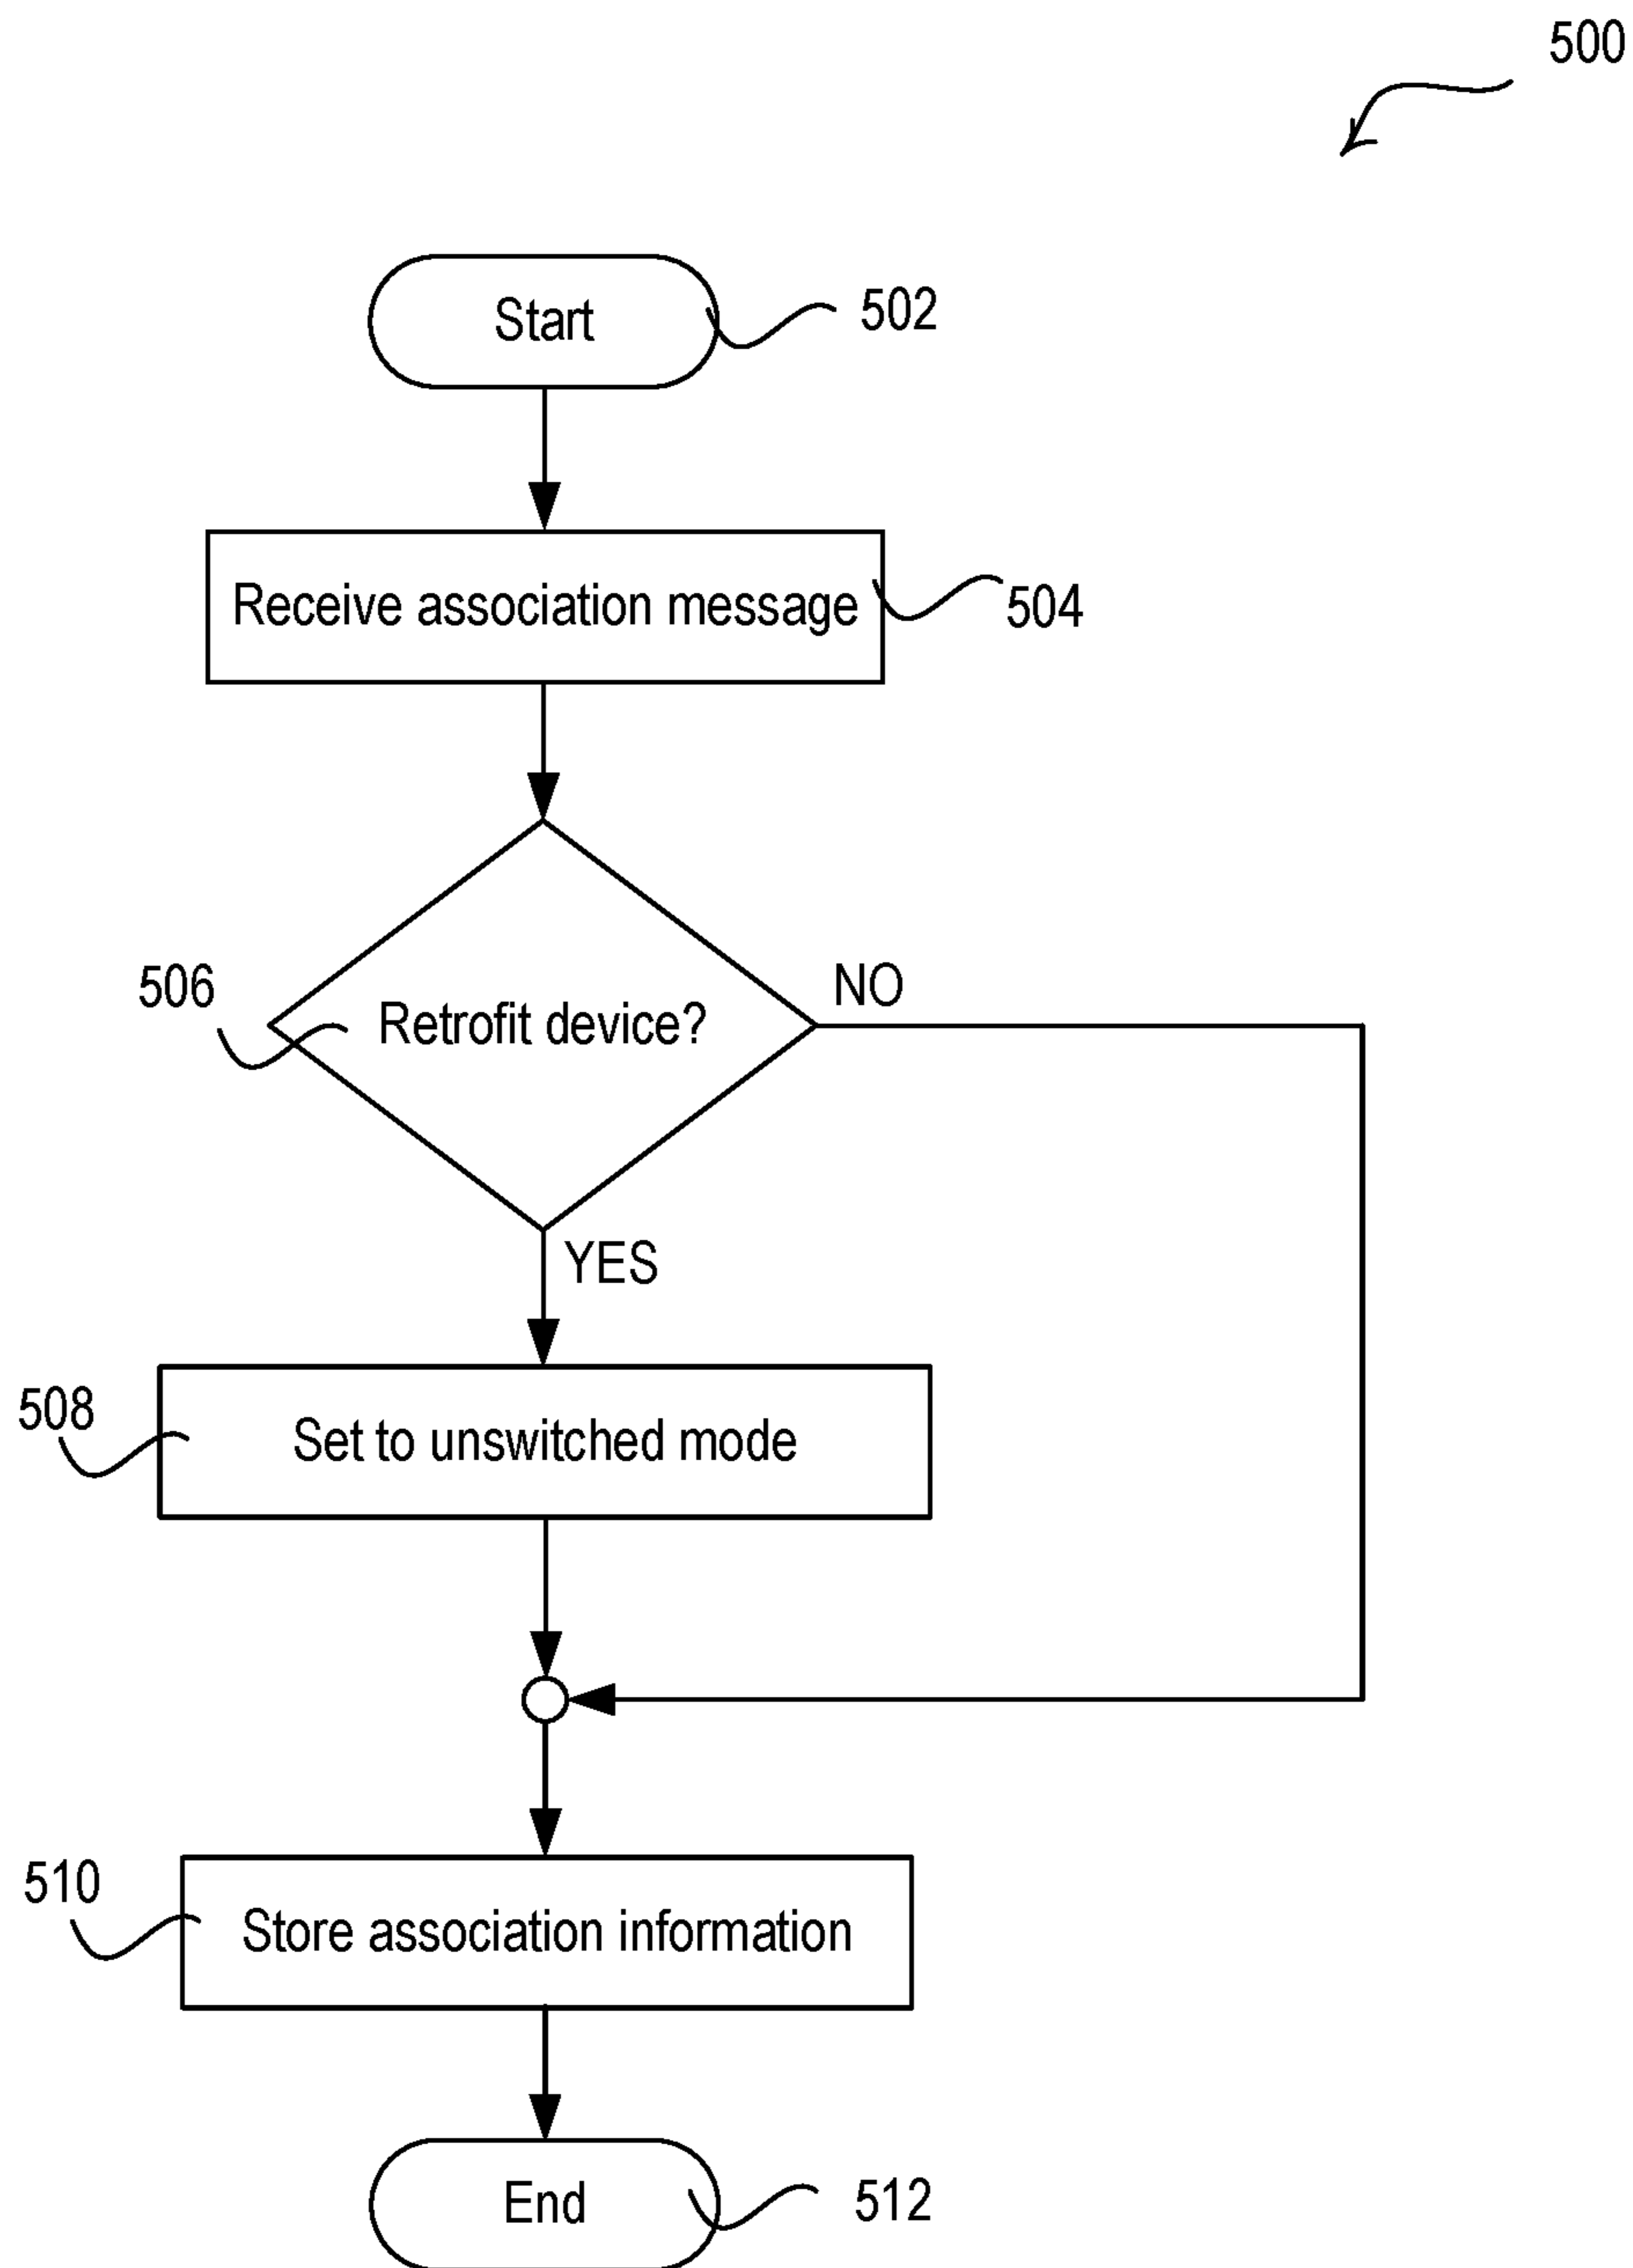 500
Start
502
Receive association message
504
506
Retrofit device?
NO
YES
508
Set to unswitched mode
510
Store association information
End
512